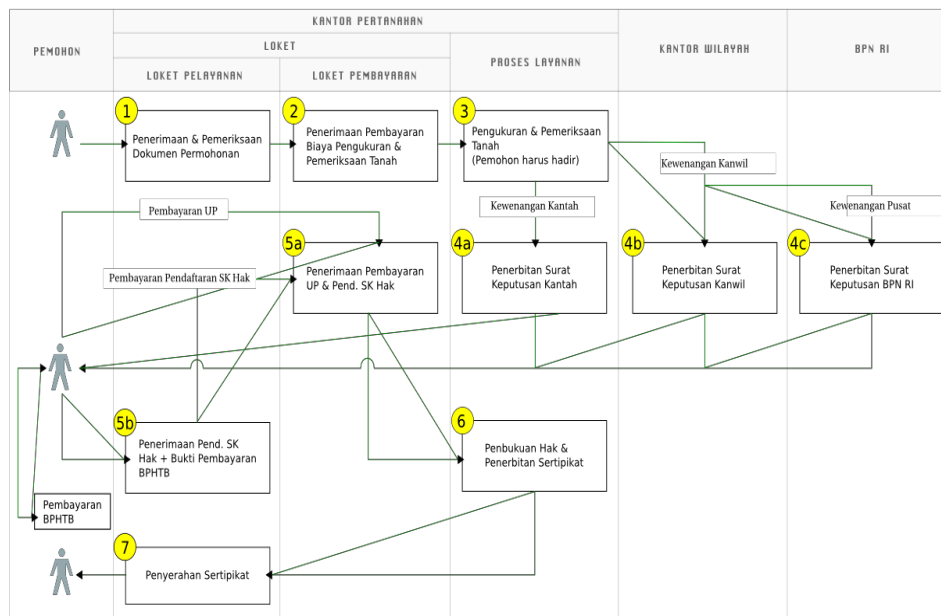 KANTOR PERTANAHAN
PEMOHON
LOKET
PROSES LAYANAN
KANTOR WILAYAH
BPN RI
LOKET PELAYANAN
LOKET PEMBAYARAN
1
Penerimaan & Pemeriksaan
Dokumen Permohonan
2
Penerimaan Pembayaran
Biaya Pengukuran &
Pemeriksaan Tanah
3
Pengukuran & Pemeriksaan
Tanah
(Pemohon harus hadir)
Kewenangan Kanwil
Kewenangan Kantah
Kewenangan Pusat
Pembayaran UP
Pembayaran Pendaftaran SK Hak
5a
Penerimaan Pembayaran
UP & Pend. SK Hak
4a
Penerbitan Surat
Keputusan Kantah
4b
Penerbitan Surat
Keputusan Kanwil
4c
Penerbitan Surat
Keputusan BPN RI
5b
Penerimaan Pend. SK
Hak + Bukti Pembayaran
BPHTB
6
Penbukuan Hak &
Penerbitan Sertipikat
Pembayaran
BPHTB
7
Penyerahan Sertipikat